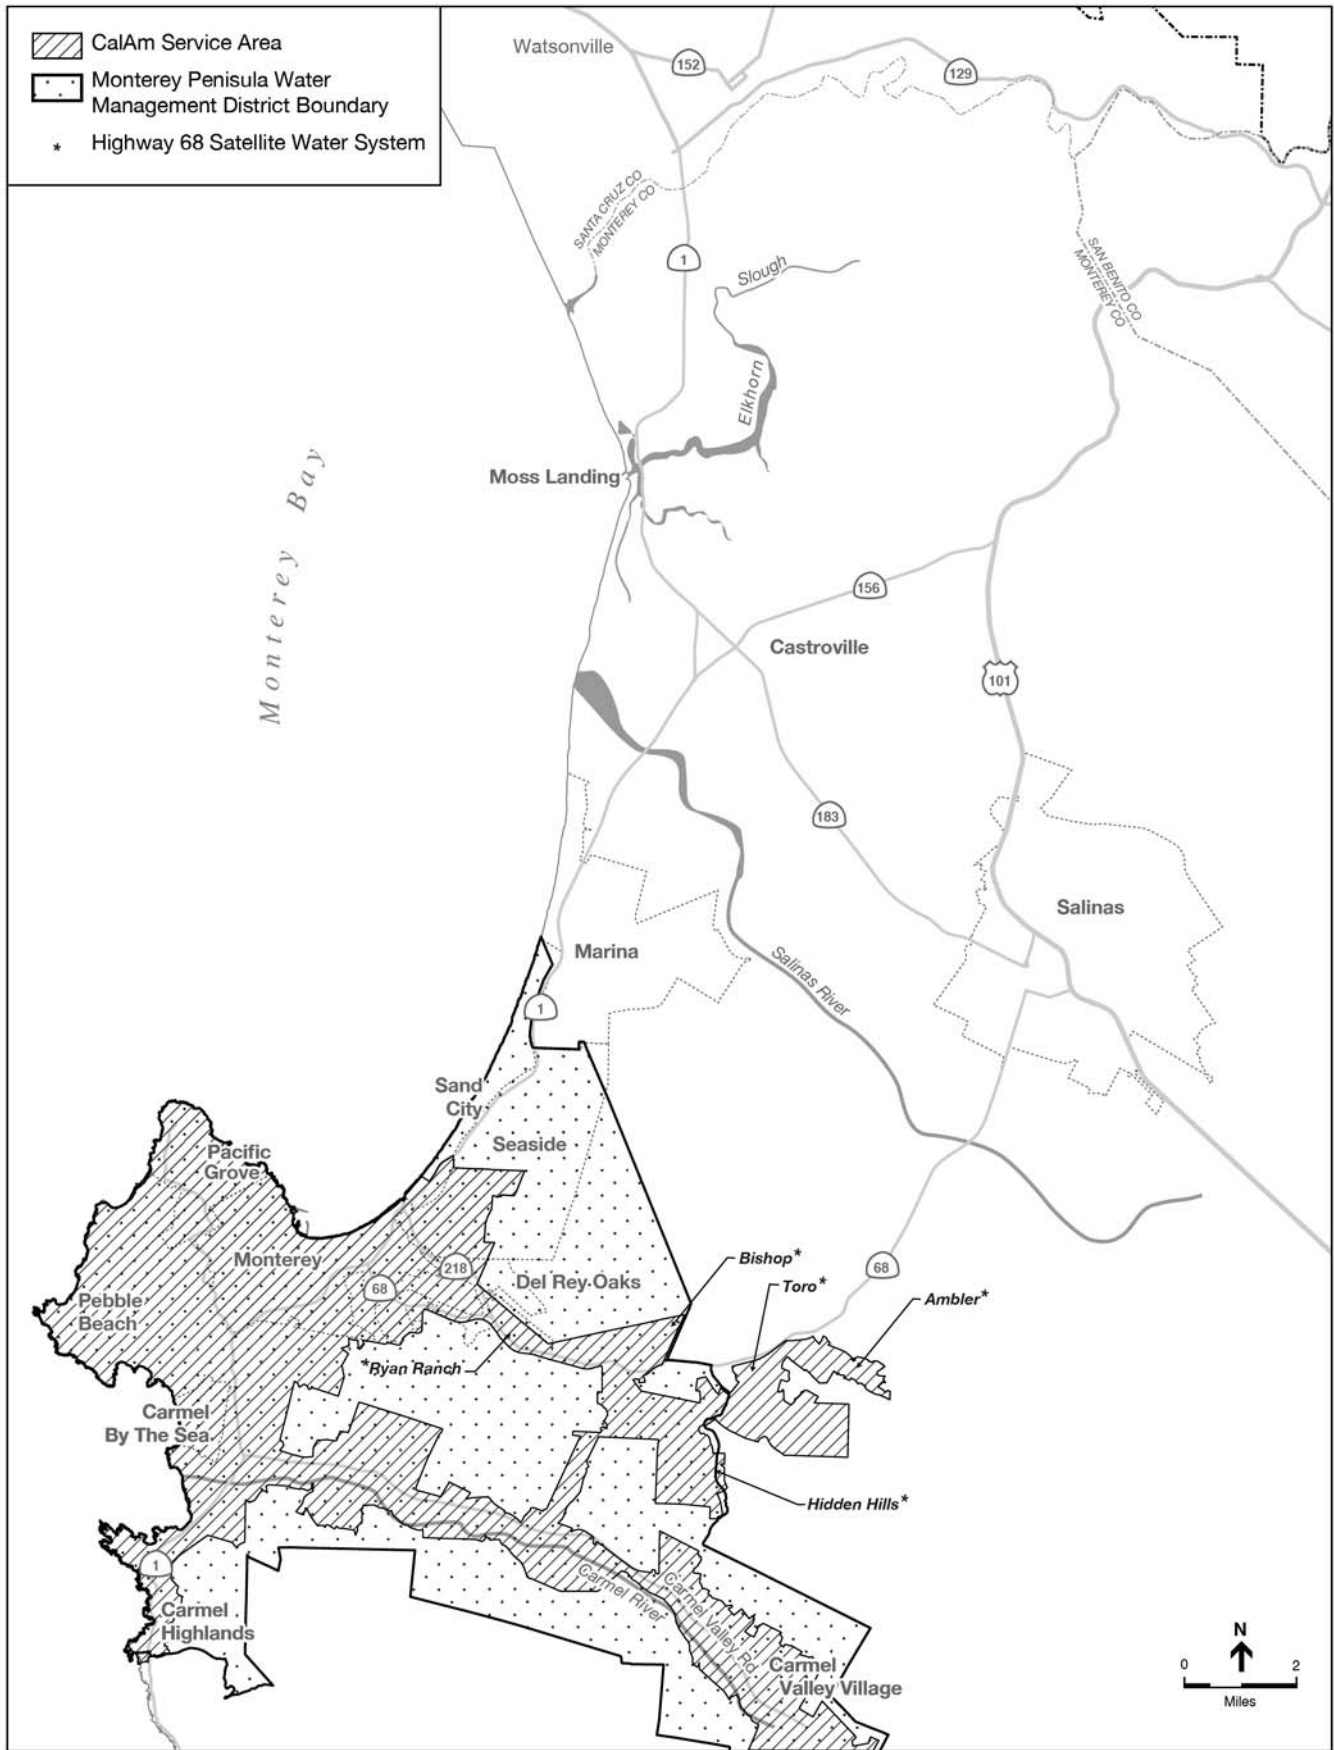 CalAm Service Area
Monterey Penisula Water
Management District Boundary
* Highway 68 Satellite Water System
Watsonville
152
129
SANTA CRUZ CO
MONTEREY CO
1
Slough
SAN BENITO CO
MONTEREY CO
Elkhorn
Monterey Bay
Moss Landing
156
Castroville
101
183
Salinas
Marina
Salinas River
1
Sand
City
Seaside
Pacific
Grove
Monterey
218
Del Rey Oaks
Bishop*
68
Toro*
68
Ambler*
Pebble
Beach
*Ryan Ranch
Carmel
By The Sea
Hidden Hills*
1
Carmel River
Carmel Valley Rd
Carmel
Highlands
Carmel
Valley Village
N
0 2
Miles